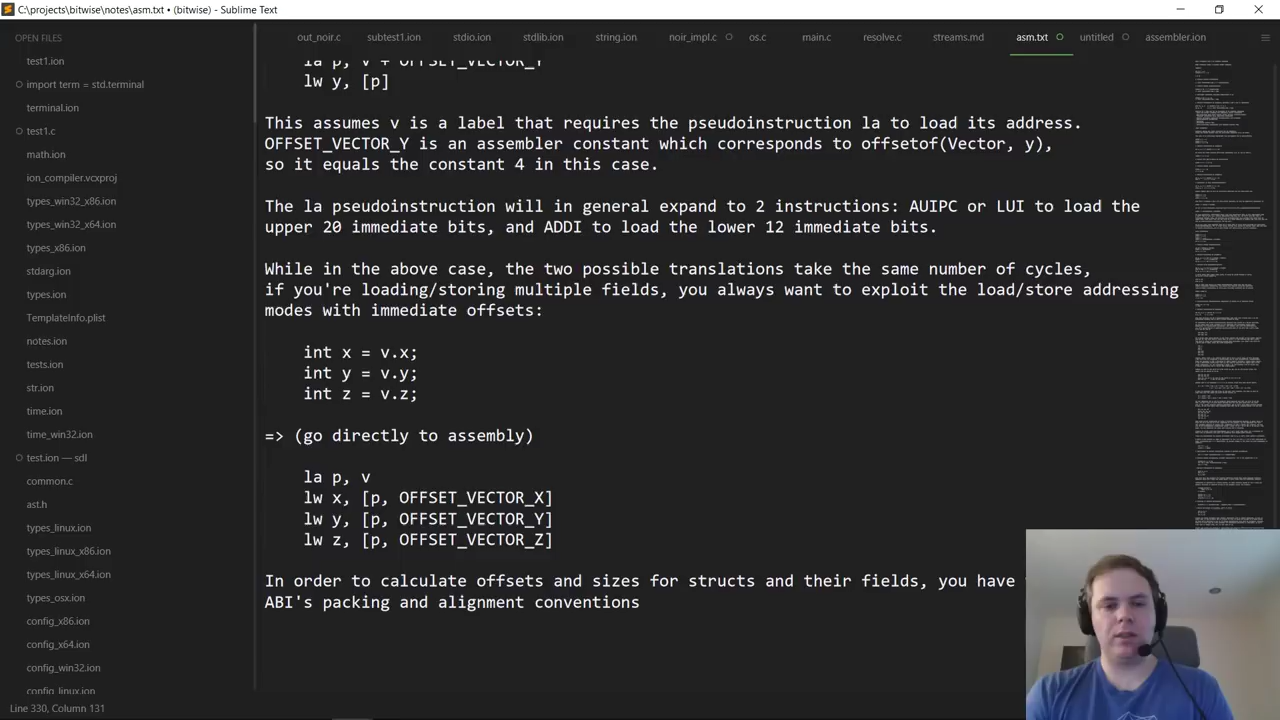 C:\projects\bitwise\notes\asm.txt • (bitwise) - Sublime Text
OPEN FILES
test1.ion
import term = std.terminal
terminal.ion
test1.c
math.ion
ion_compiler.vcxproj
types_win32_x86.ion
types_win32_x64.ion
types_x86.ion
stdarg.ion
types.ion
TemplateInfo.plist
notes.ion
tests.ion
str.ion
time.ion
time_win32.ion
test.ion — sdl
common.c
ast.h
types_linux.ion
types_linux_x86.ion
types_linux_x64.ion
types_osx.ion
config_x86.ion
config_x64.ion
config_win32.ion
config_linux.ion
out_noir.c
subtest1.ion
stdio.ion
stdlib.ion
string.ion
noir_impl.c
os.c
main.c
resolve.c
streams.md
asm.txt
untitled
assembler.ion
la p, v + OFFSET_VECTOR_Y
lw y, [p]
This assumes v is a label. It requires the pseudoinstruction la to load its address.
OFFSET_VECTOR_Y is an assembler constant which corresponds to offsetof(Vector, y),
so it equals the constant 4 in this case.
The la pseudoinstruction will in general expand to 2 instructions: AUIPC or LUI to load the
upper 20 immediate bits, and ADDI to load the lower 12 immediate bits.
While in the above case, the two possible translations take the same number of cycles,
if you're loading/storing multiple fields, you always want to exploit the load/store addressing
modes with immediate offsets:
int x = v.x;
int y = v.y;
int z = v.z;
=> (go directly to assembly)
la p, v
lw x, [p, OFFSET_VECTOR_X]
lw y, [p, OFFSET_VECTOR_Y]
lw z, [p, OFFSET_VECTOR_Z]
In order to calculate offsets and sizes for structs and their fields, you have
ABI's packing and alignment conventions
Line 330, Column 131